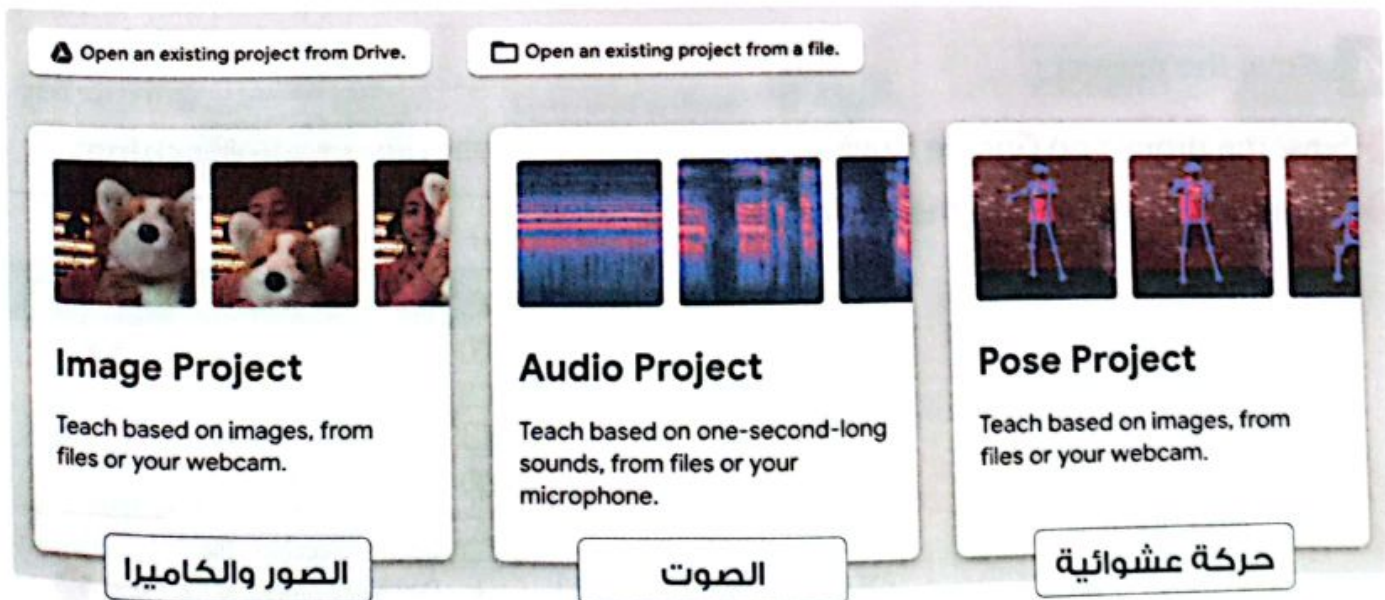 Open an existing project from Drive.
Open an existing project from a file.
Image Project
Teach based on images, from
files or your webcam.
الصور والكاميرا
Audio Project
Teach based on one-second-long
sounds, from files or your
microphone.
الصوت
Pose Project
Teach based on images, from
files or your webcam.
حركة عشوائية